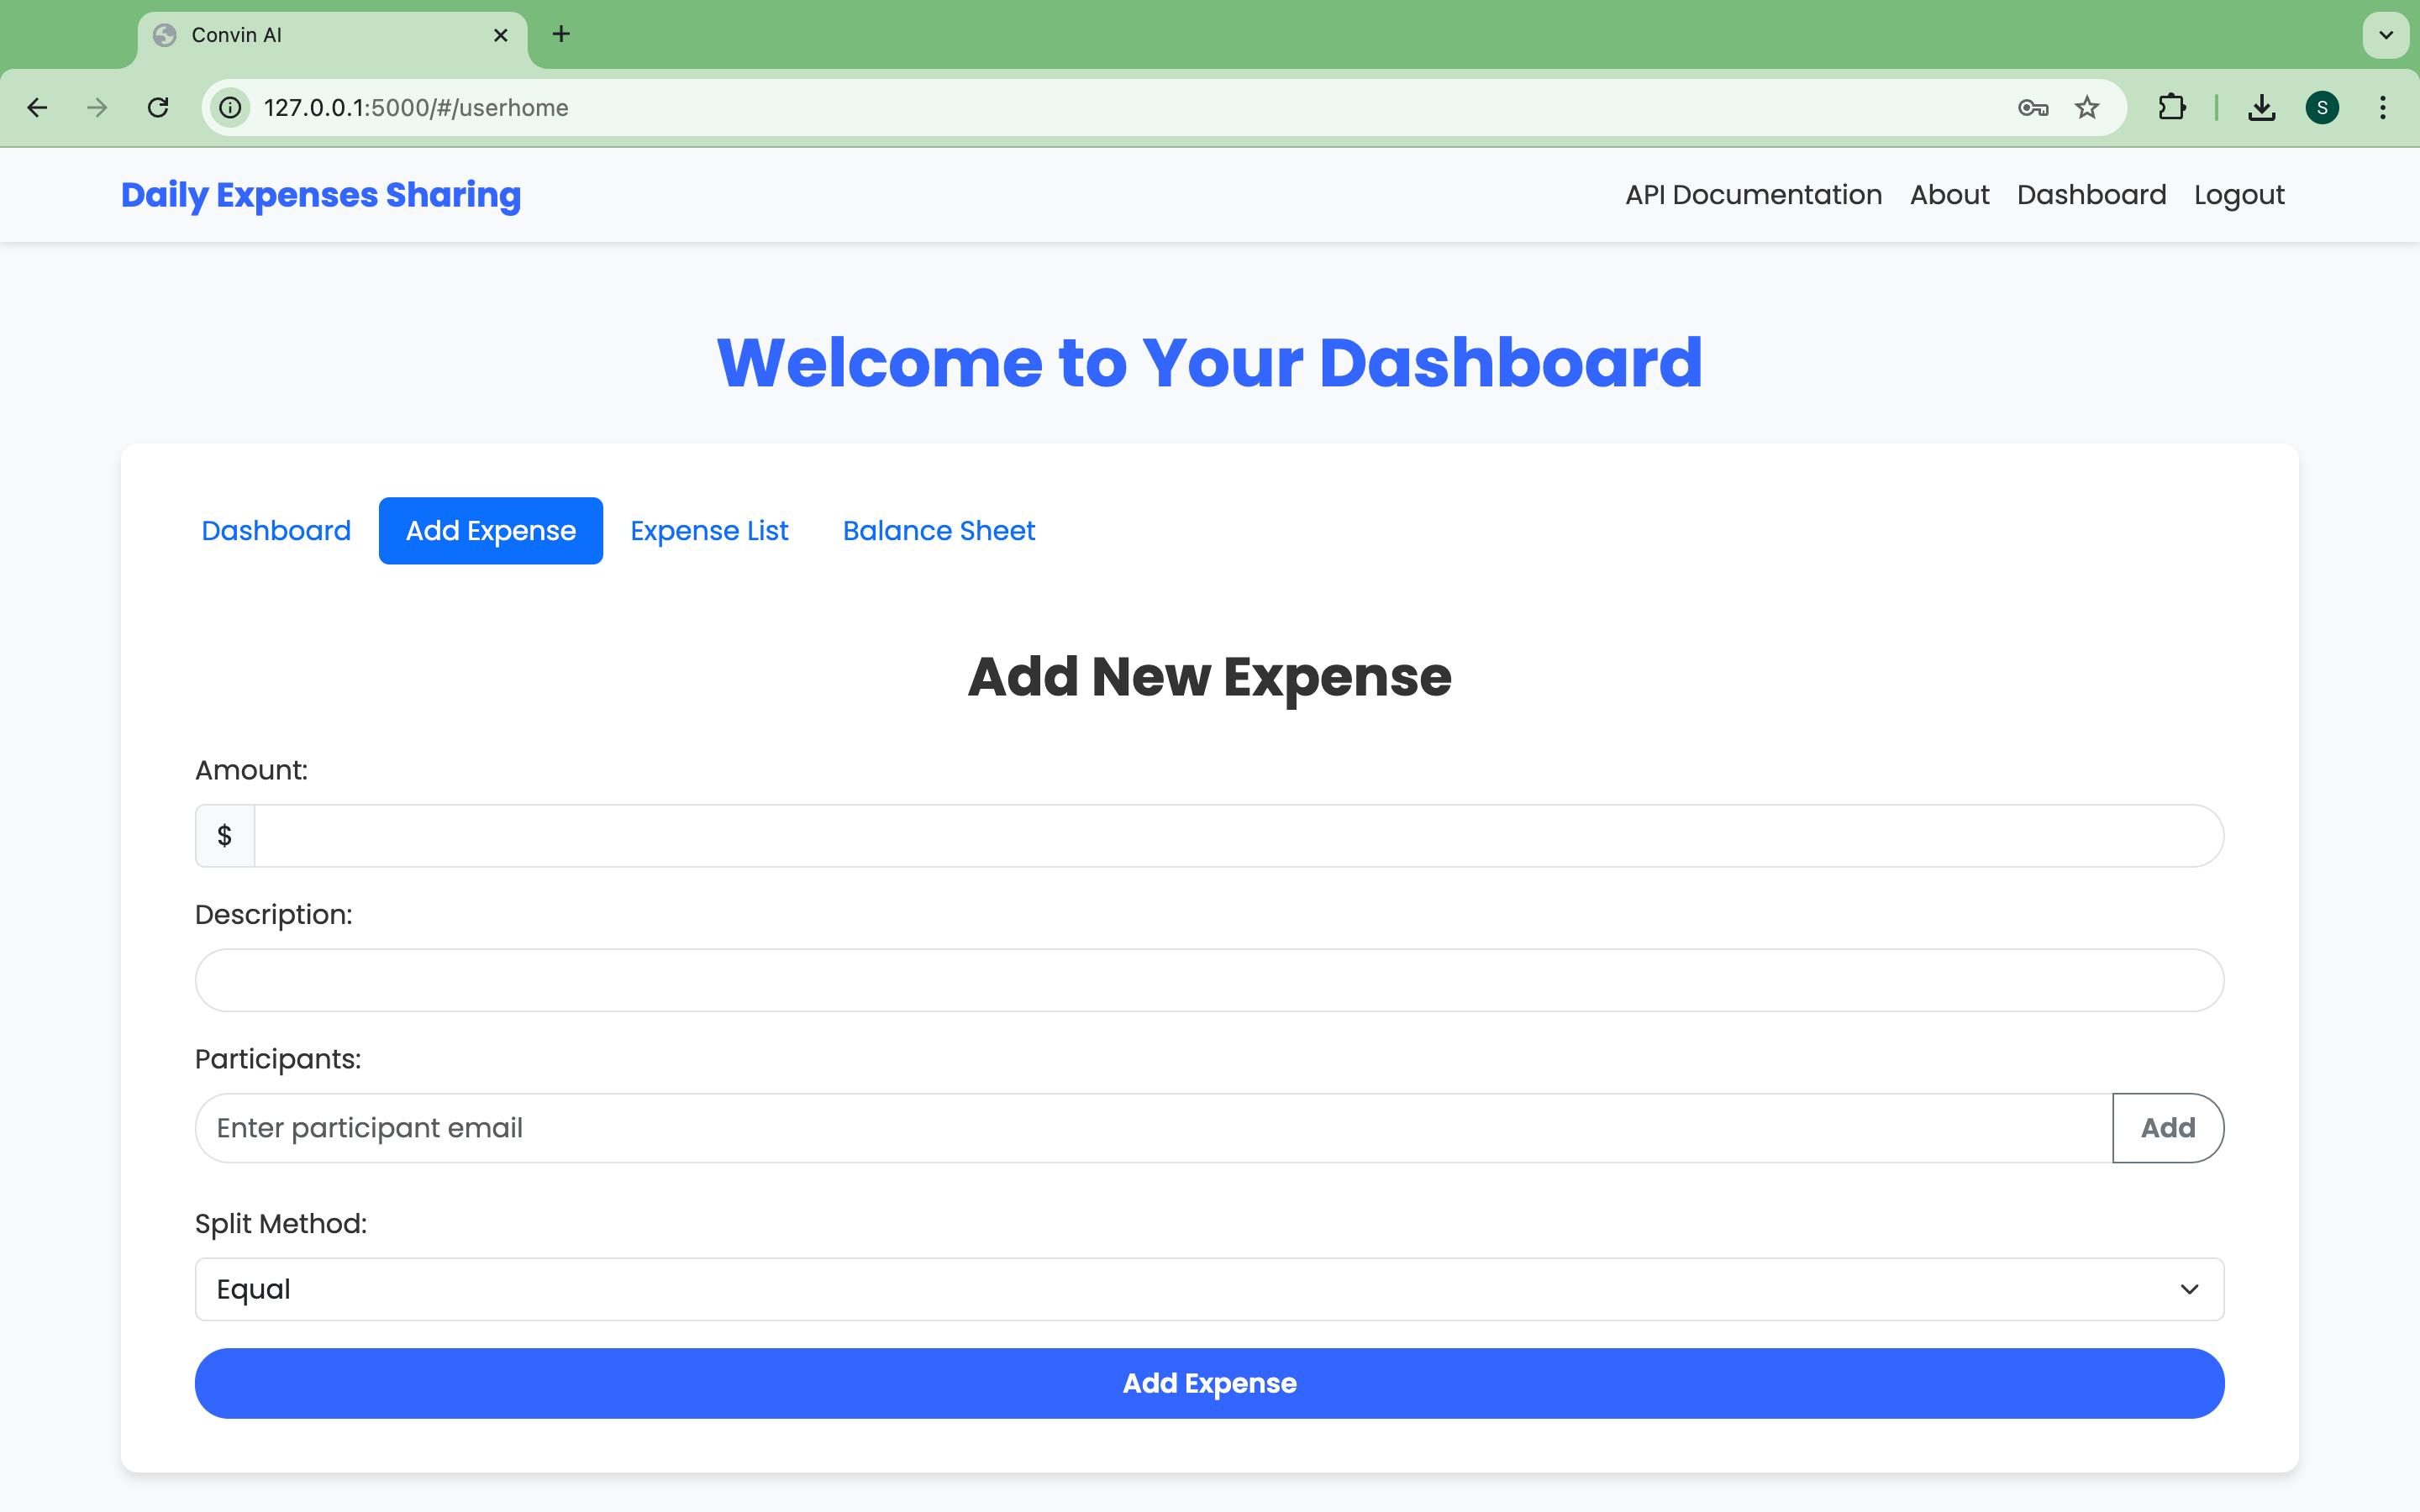 Convin AI
127.0.0.1:5000/#/userhome
S
Daily Expenses Sharing
API Documentation About Dashboard Logout
Welcome to Your Dashboard
Dashboard Add Expense Expense List Balance Sheet
Add New Expense
Amount:
$
Description:
Participants:
Enter participant email Add
Split Method:
Equal
Add Expense